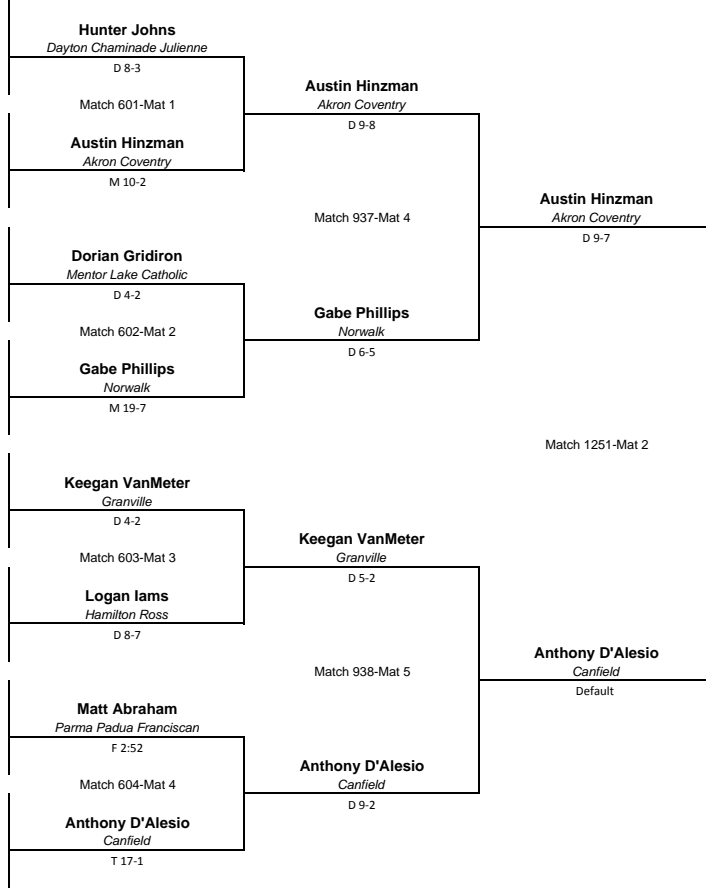 Hunter Johns
Dayton Chaminade Julienne
D 8-3
Match 601-Mat 1
Austin Hinzman
Akron Coventry
M 10-2
Dorian Gridiron
Mentor Lake Catholic
D 4-2
Match 602-Mat 2
Gabe Phillips
Norwalk
M 19-7
Keegan VanMeter
Granville
D 4-2
Match 603-Mat 3
Logan Iams
Hamilton Ross
D 8-7
Matt Abraham
Parma Padua Franciscan
F 2:52
Match 604-Mat 4
Anthony D'Alesio
Canfield
T 17-1
Austin Hinzman
Akron Coventry
D 9-8
Match 937-Mat 4
Gabe Phillips
Norwalk
D 6-5
Keegan VanMeter
Granville
D 5-2
Match 938-Mat 5
Anthony D'Alesio
Canfield
D 9-2
Austin Hinzman
Akron Coventry
D 9-7
Match 1251-Mat 2
Anthony D'Alesio
Canfield
Default